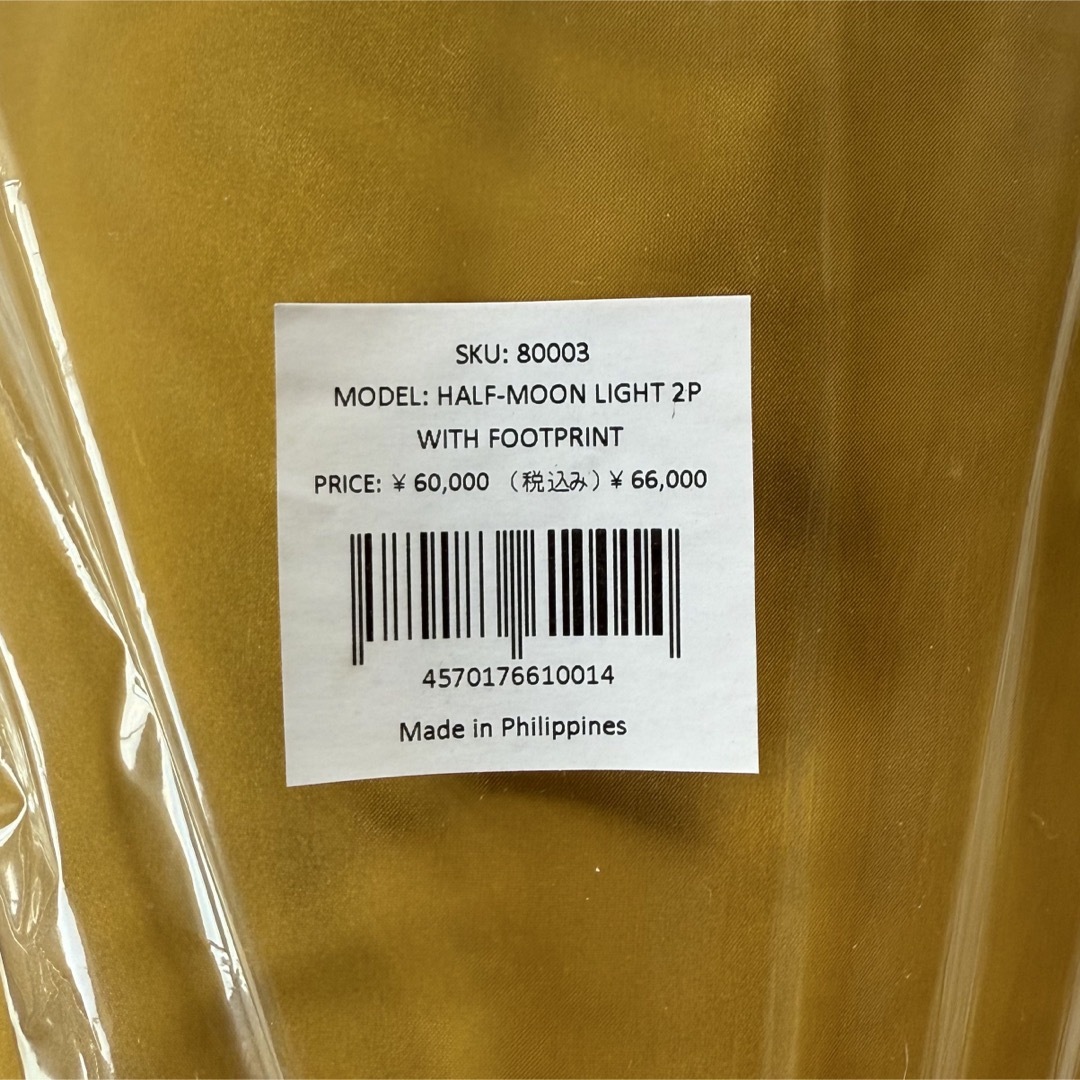 SKU: 80003
MODEL: HALF-MOON LIGHT 2P
WITH FOOTPRINT
PRICE: ¥ 60,000 （税込み）¥ 66,000
4570176610014
Made in Philippines